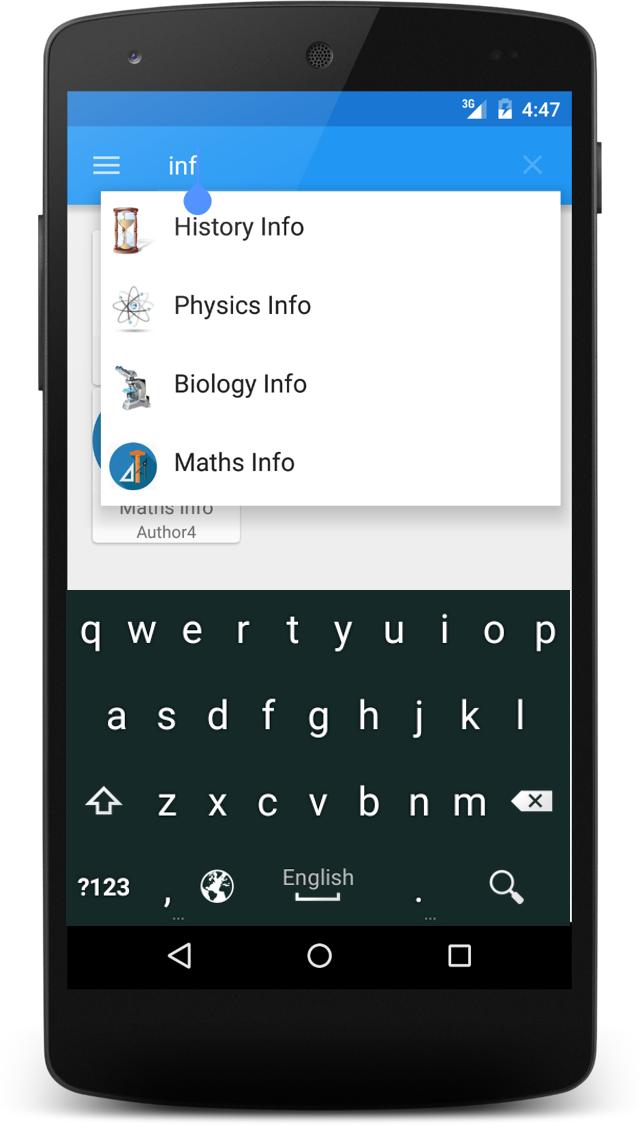 3G 4:47
inf
History Info
Physics Info
Biology Info
Maths Info
Maths Info
Author4
q w e r t y u i o p
a s d f g h j k l
z x c v b n m
?123 , English .
... ...